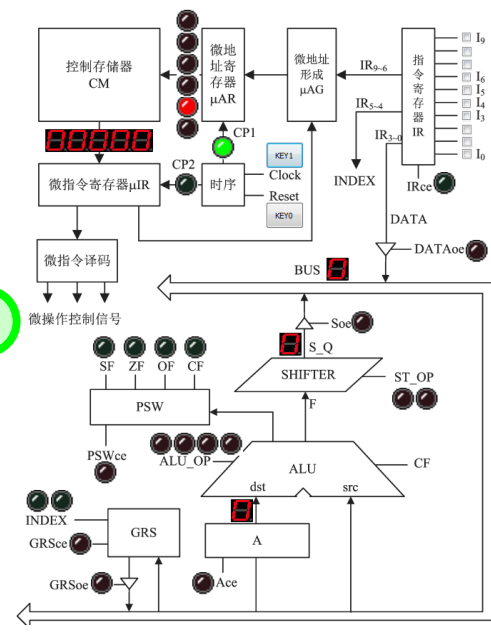 控制存储器
CM
微地
址寄
存器
μAR
微地址
形成
μAG
IR9~6
指
令
寄
存
器
IR
I9
I6
I5
I4
I3
I0
IR5~4
IR3~0
CP1
KEY1
Clock
CP2
微指令寄存器μIR
时序
Reset
KEY0
INDEX
IRce
DATA
微指令译码
DATAoe
BUS
微操作控制信号
Soe
S_Q
SF ZF OF CF
SHIFTER
ST_OP
PSW
F
PSWce
ALU_OP
ALU
CF
dst
src
INDEX
GRS
GRSce
A
GRSoe
Ace